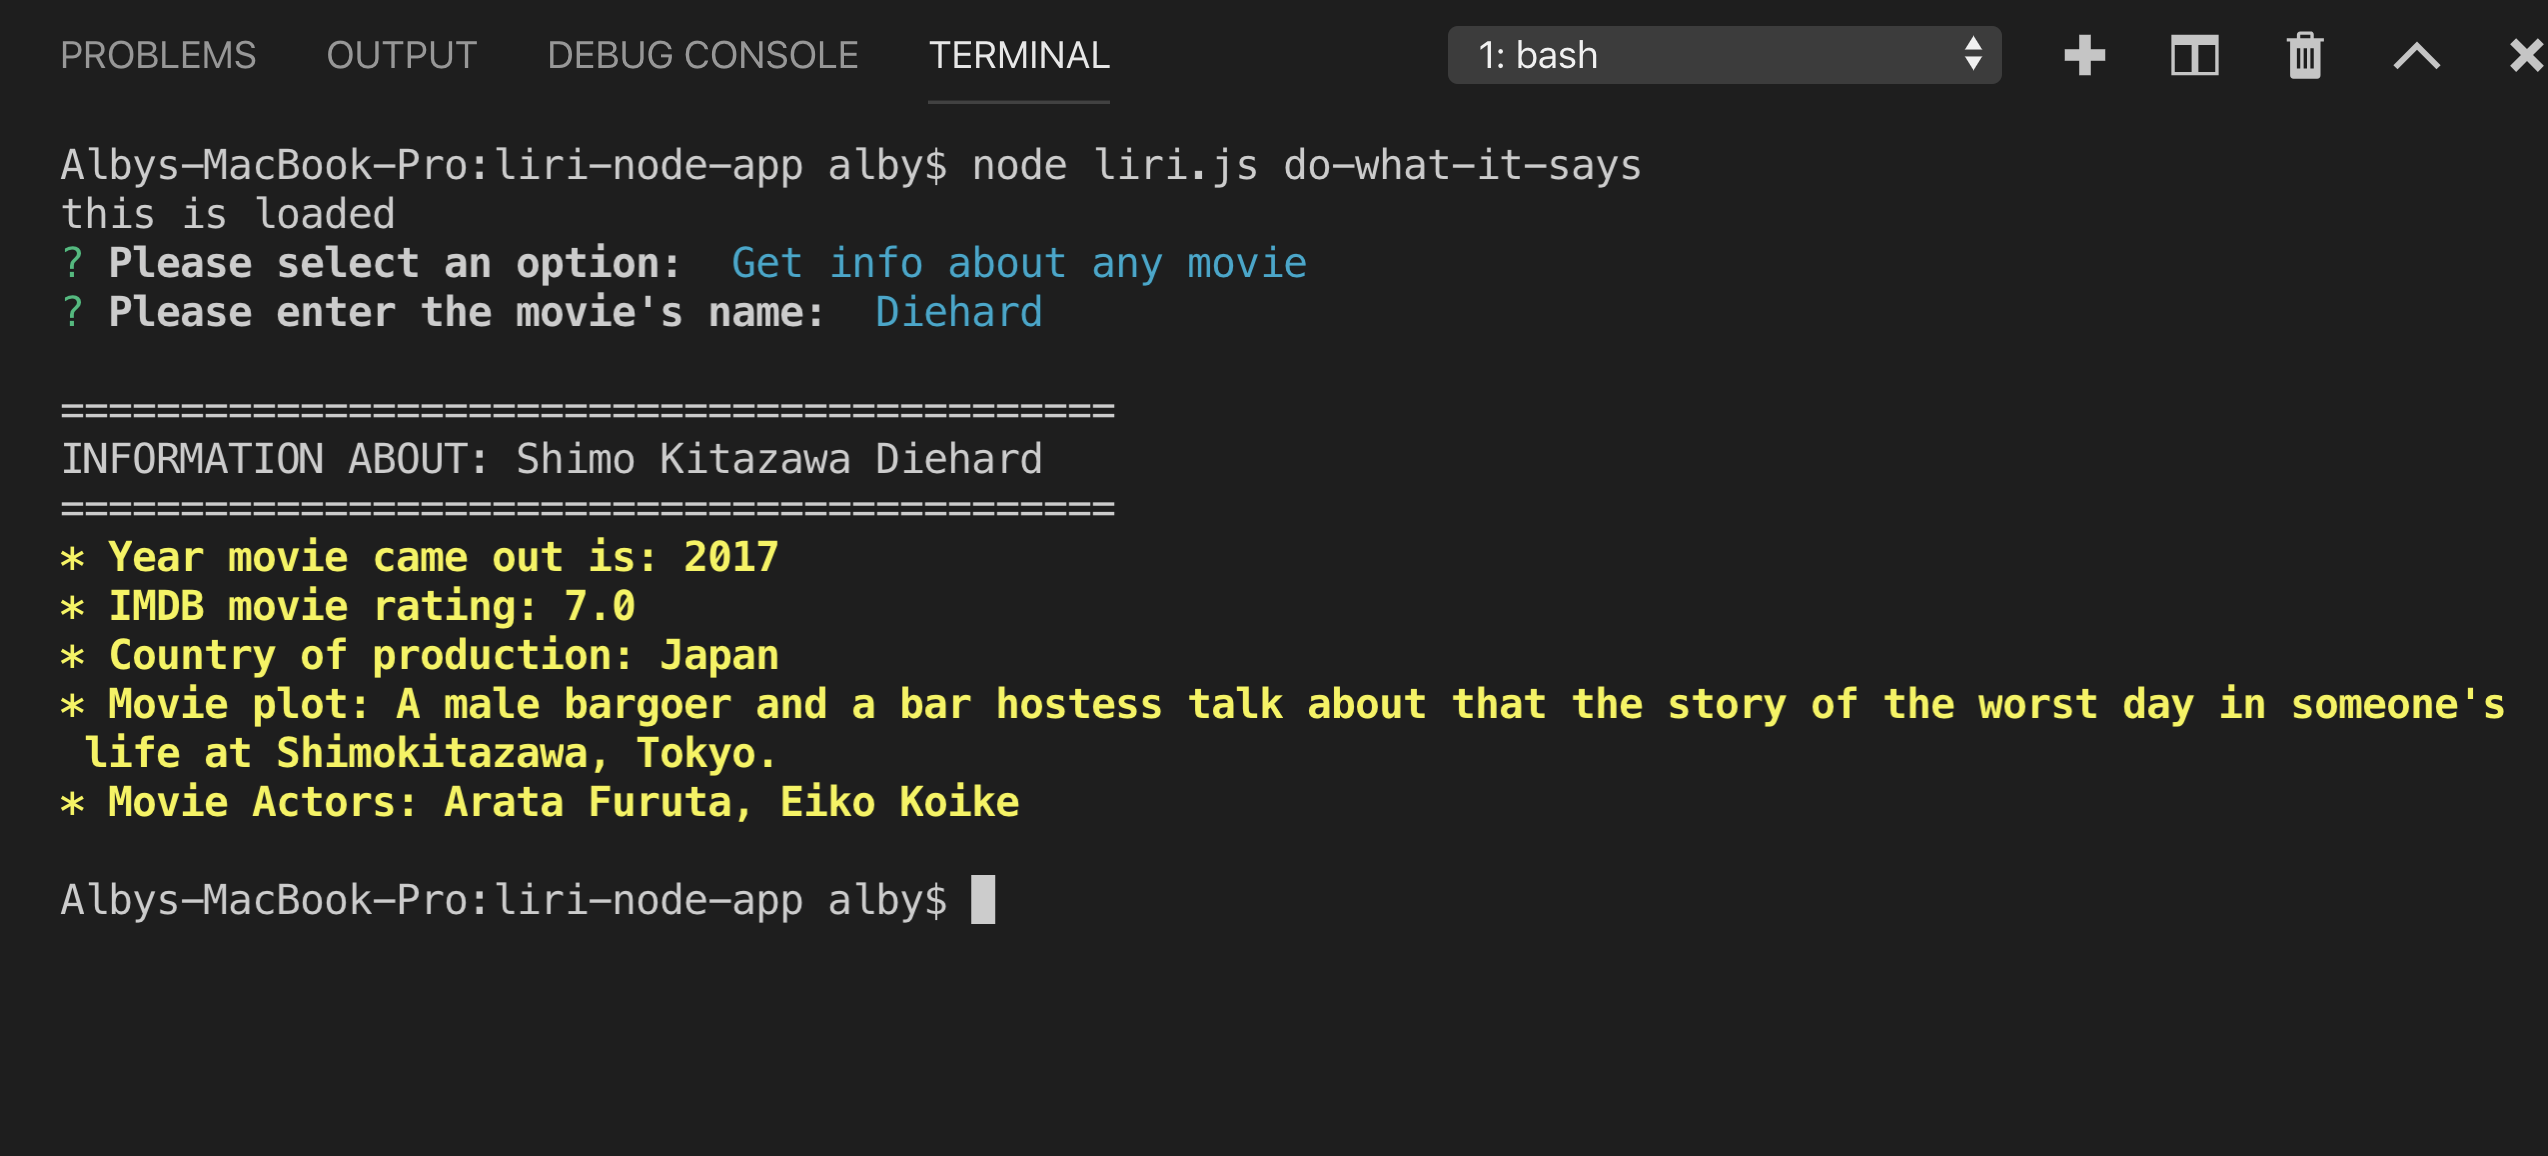 PROBLEMS OUTPUT DEBUG CONSOLE TERMINAL 1: bash
Albys-MacBook-Pro:liri-node-app alby$ node liri.js do-what-it-says
this is loaded
? Please select an option:  Get info about any movie
? Please enter the movie's name:  Diehard
============================================
INFORMATION ABOUT: Shimo Kitazawa Diehard
============================================
* Year movie came out is: 2017
* IMDB movie rating: 7.0
* Country of production: Japan
* Movie plot: A male bargoer and a bar hostess talk about that the story of the worst day in someone's
life at Shimokitazawa, Tokyo.
* Movie Actors: Arata Furuta, Eiko Koike
Albys-MacBook-Pro:liri-node-app alby$